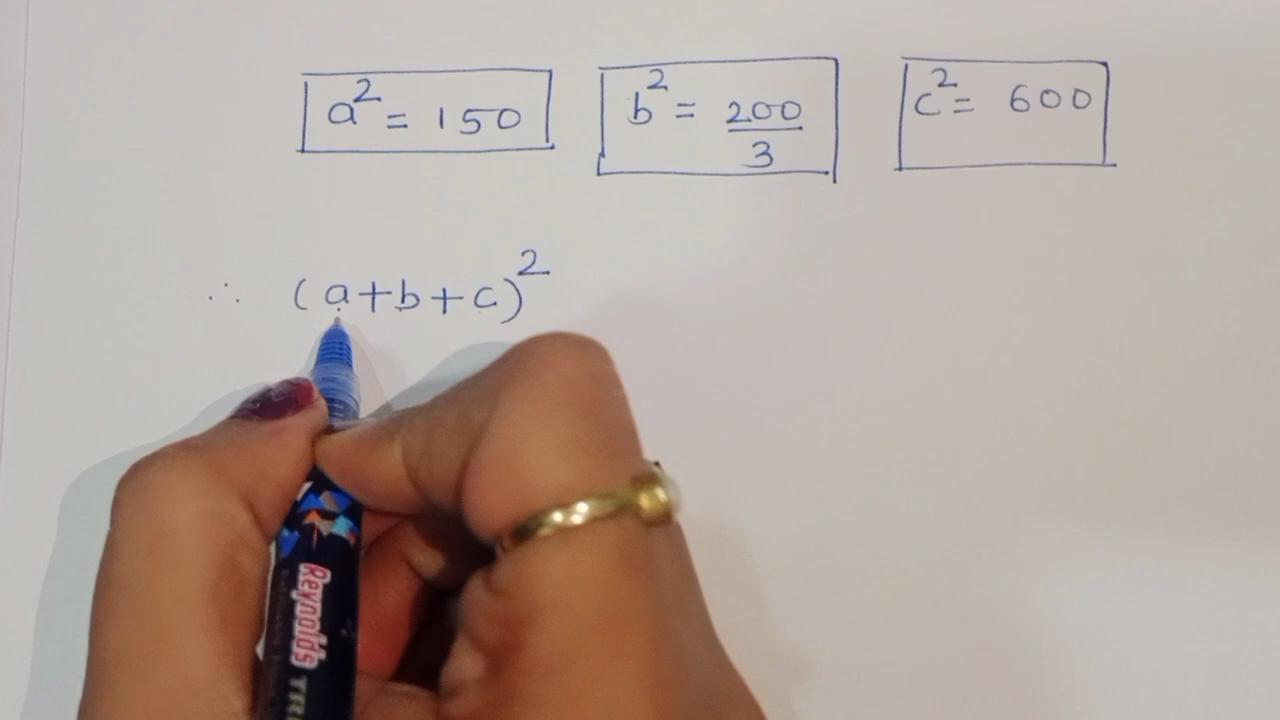 a² = 150 b² = 200/3 c² = 600
∴ (a+b+c)²
Reynolds